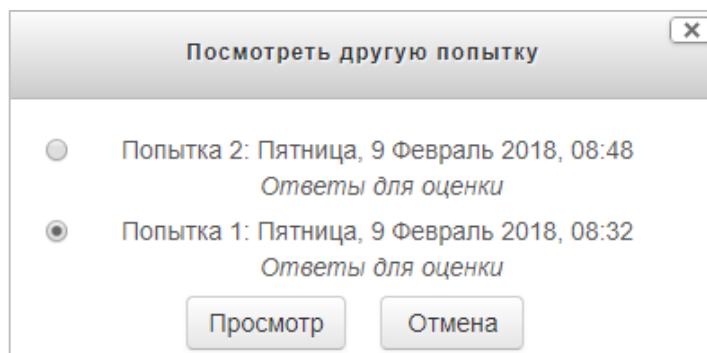 Посмотреть другую попытку
Попытка 2: Пятница, 9 Февраль 2018, 08:48
Ответы для оценки
Попытка 1: Пятница, 9 Февраль 2018, 08:32
Ответы для оценки
Просмотр Отмена